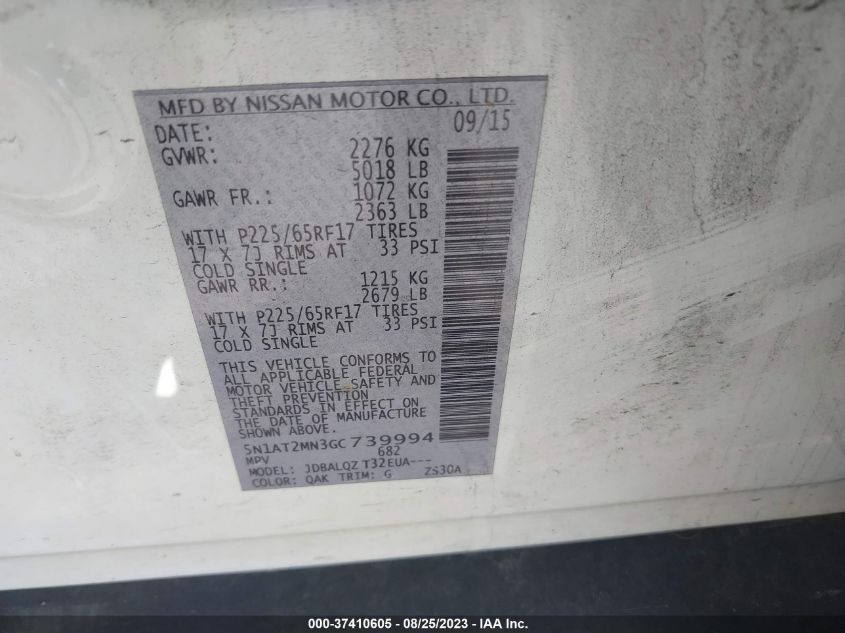 MFD BY NISSAN MOTOR CO., LTD.
DATE: 09/15
GVWR: 2276 KG
5018 LB
GAWR FR.: 1072 KG
2363 LB
WITH P225/65RF17 TIRES
17 X 7J RIMS AT 33 PSI
COLD SINGLE
GAWR RR.: 1215 KG
2679 LB
WITH P225/65RF17 TIRES
17 X 7J RIMS AT 33 PSI
COLD SINGLE
THIS VEHICLE CONFORMS TO
ALL APPLICABLE FEDERAL
MOTOR VEHICLE SAFETY AND
THEFT PREVENTION
STANDARDS IN EFFECT ON
THE DATE OF MANUFACTURE
SHOWN ABOVE.
5N1AT2MN3GC739994
MPV 682
MODEL: JDBALQZ T32EUA---
COLOR: QAK TRIM: G ZS30A
000-37410605 - 08/25/2023 - IAA Inc.